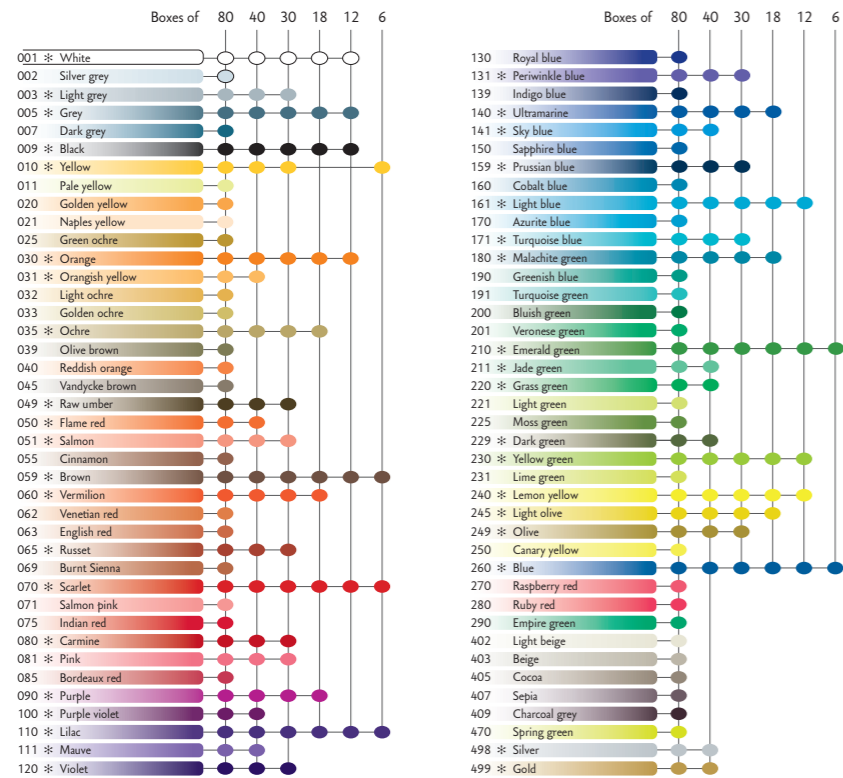 Boxes of 80 40 30 18 12 6
001 * White
002 Silver grey
003 * Light grey
005 * Grey
007 Dark grey
009 * Black
010 * Yellow
011 Pale yellow
020 Golden yellow
021 Naples yellow
025 Green ochre
030 * Orange
031 * Orangish yellow
032 Light ochre
033 Golden ochre
035 * Ochre
039 Olive brown
040 Reddish orange
045 Vandycke brown
049 * Raw umber
050 * Flame red
051 * Salmon
055 Cinnamon
059 * Brown
060 * Vermilion
062 Venetian red
063 English red
065 * Russet
069 Burnt Sienna
070 * Scarlet
071 Salmon pink
075 Indian red
080 * Carmine
081 * Pink
085 Bordeaux red
090 * Purple
100 * Purple violet
110 * Lilac
111 * Mauve
120 * Violet
Boxes of 80 40 30 18 12 6
130 Royal blue
131 * Periwinkle blue
139 Indigo blue
140 * Ultramarine
141 * Sky blue
150 Sapphire blue
159 * Prussian blue
160 Cobalt blue
161 * Light blue
170 Azurite blue
171 * Turquoise blue
180 * Malachite green
190 Greenish blue
191 Turquoise green
200 Bluish green
201 Veronese green
210 * Emerald green
211 * Jade green
220 * Grass green
221 Light green
225 Moss green
229 * Dark green
230 * Yellow green
231 Lime green
240 * Lemon yellow
245 * Light olive
249 * Olive
250 Canary yellow
260 * Blue
270 Raspberry red
280 Ruby red
290 Empire green
402 Light beige
403 Beige
405 Cocoa
407 Sepia
409 Charcoal grey
470 Spring green
498 * Silver
499 * Gold